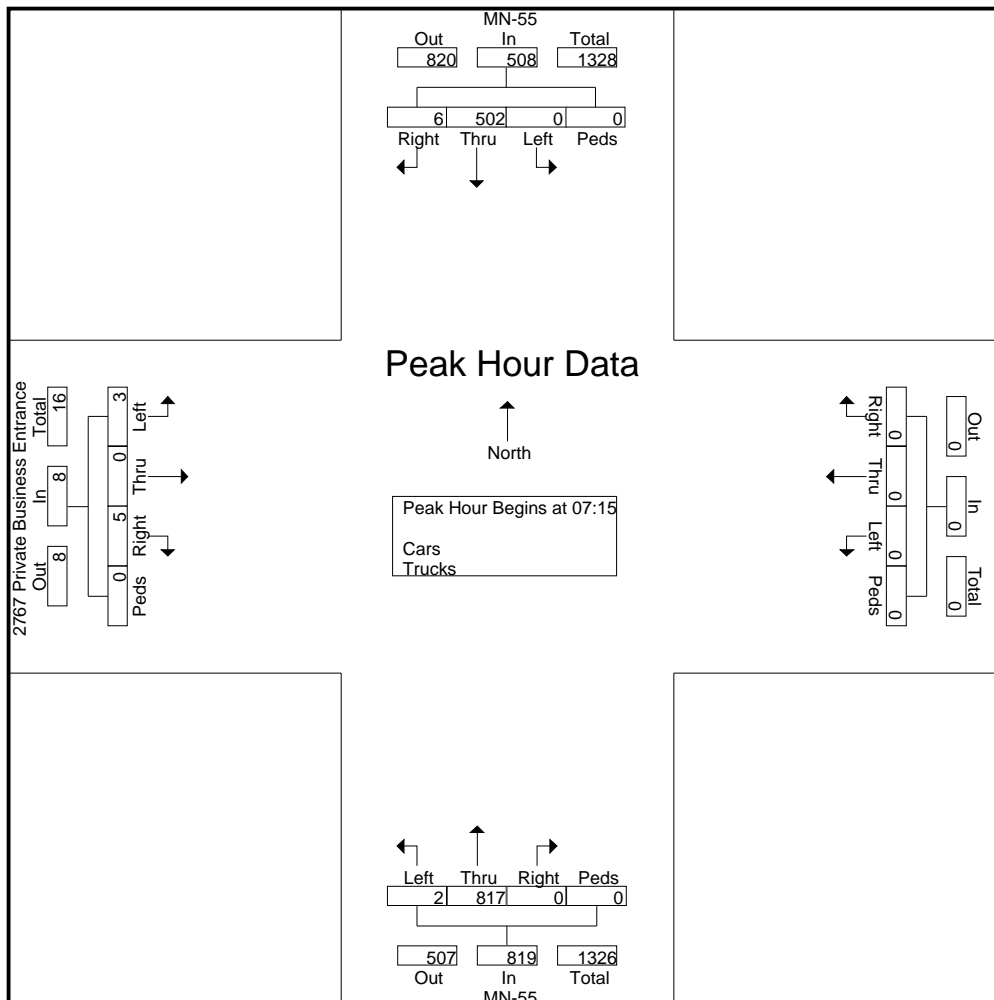 MN-55
Out In Total
820 508 1328
6 502 0 0
Right Thru Left Peds
Peak Hour Data
North
Peak Hour Begins at 07:15
Cars
Trucks
2767 Private Business Entrance
Out In Total
8 8 16
3 0 5 0
Left Thru Right Peds
Right Thru Left Peds
0 0 0 0
Out In Total
0 0 0
Left Thru Right Peds
2 817 0 0
507 819 1326
Out In Total
MN-55